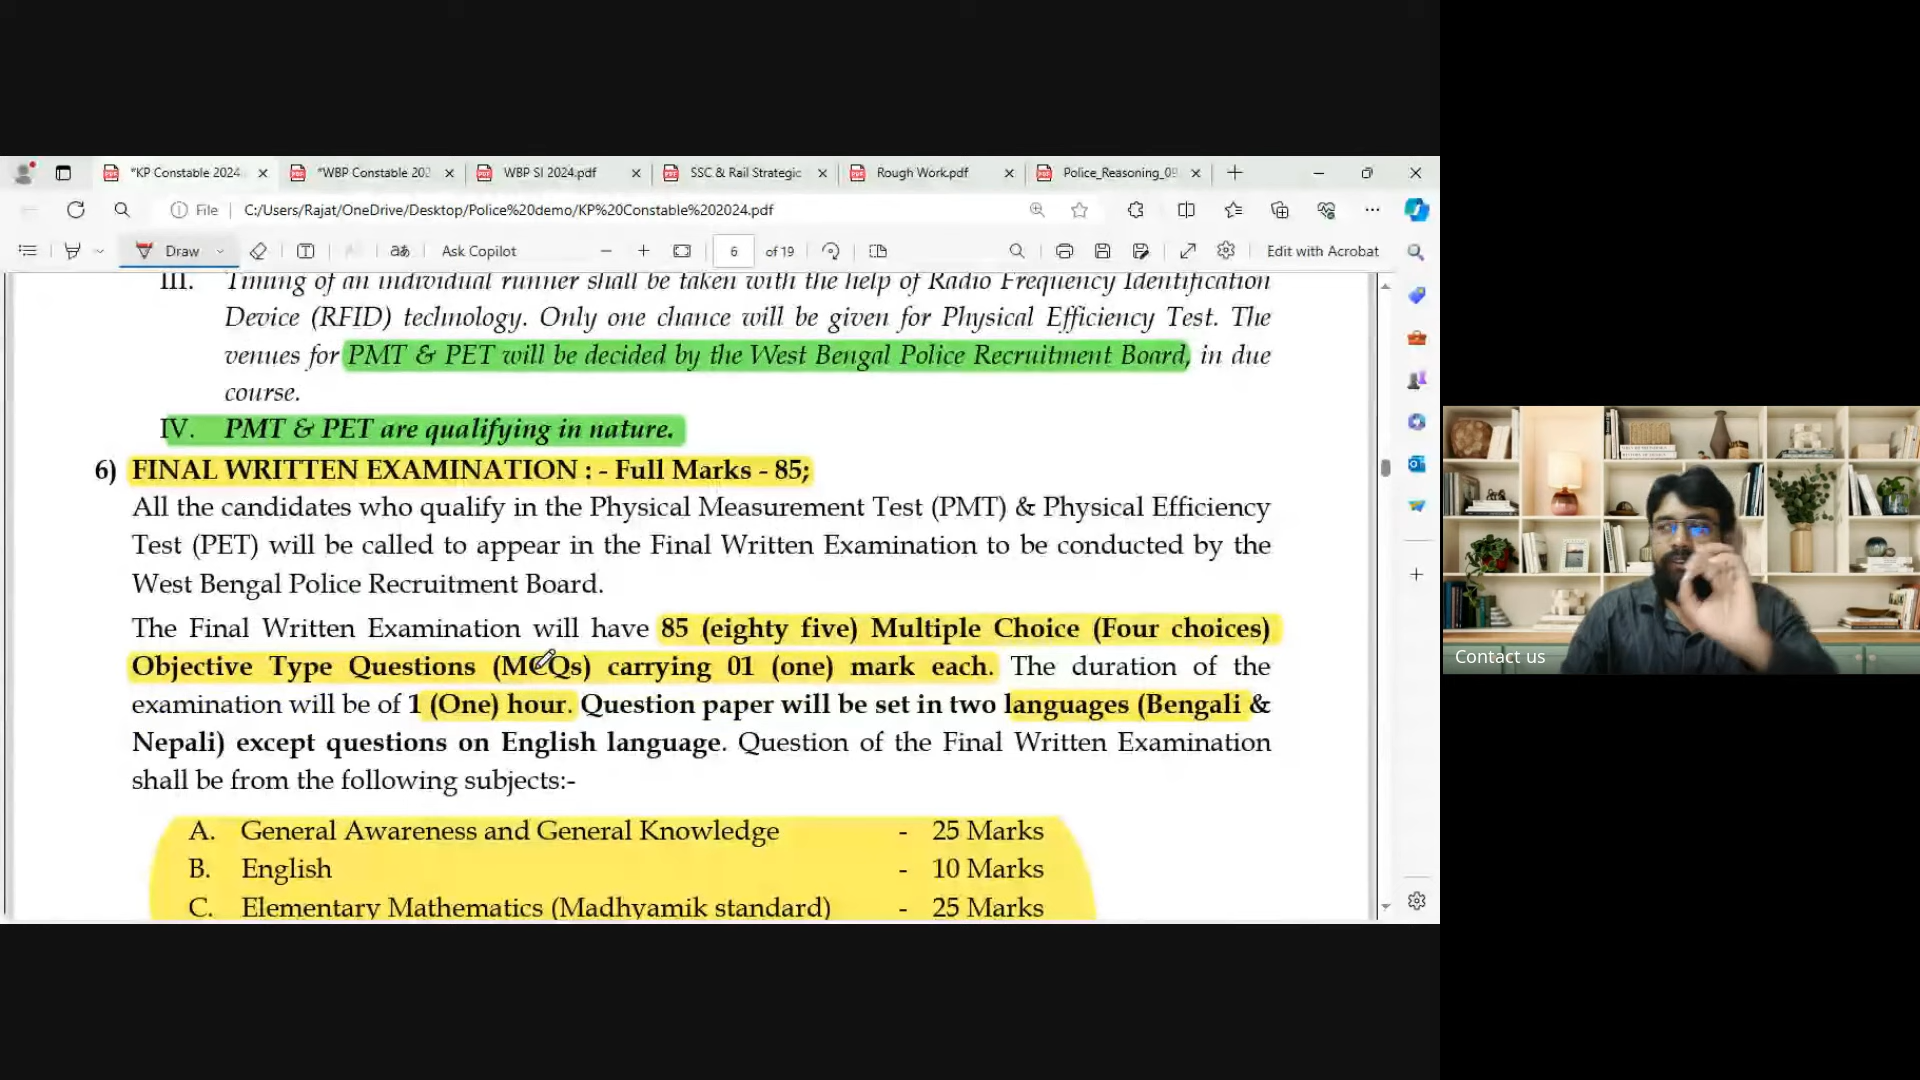 *KP Constable 2024
*WBP Constable 202
WBP SI 2024.pdf
SSC & Rail Strategic
Rough Work.pdf
Police_Reasoning_09
File
C:/Users/Rajat/OneDrive/Desktop/Police%20demo/KP%20Constable%202024.pdf
Draw
aあ
Ask Copilot
6
of 19
Edit with Acrobat
III. Timing of an individual runner shall be taken with the help of Radio Frequency Identification
Device (RFID) technology. Only one chance will be given for Physical Efficiency Test. The
venues for PMT & PET will be decided by the West Bengal Police Recruitment Board, in due
course.
IV. PMT & PET are qualifying in nature.
6) FINAL WRITTEN EXAMINATION : - Full Marks - 85;
All the candidates who qualify in the Physical Measurement Test (PMT) & Physical Efficiency
Test (PET) will be called to appear in the Final Written Examination to be conducted by the
West Bengal Police Recruitment Board.
The Final Written Examination will have 85 (eighty five) Multiple Choice (Four choices)
Objective Type Questions (MCQs) carrying 01 (one) mark each. The duration of the
examination will be of 1 (One) hour. Question paper will be set in two languages (Bengali &
Nepali) except questions on English language. Question of the Final Written Examination
shall be from the following subjects:-
A. General Awareness and General Knowledge - 25 Marks
B. English - 10 Marks
C. Elementary Mathematics (Madhyamik standard) - 25 Marks
Contact us